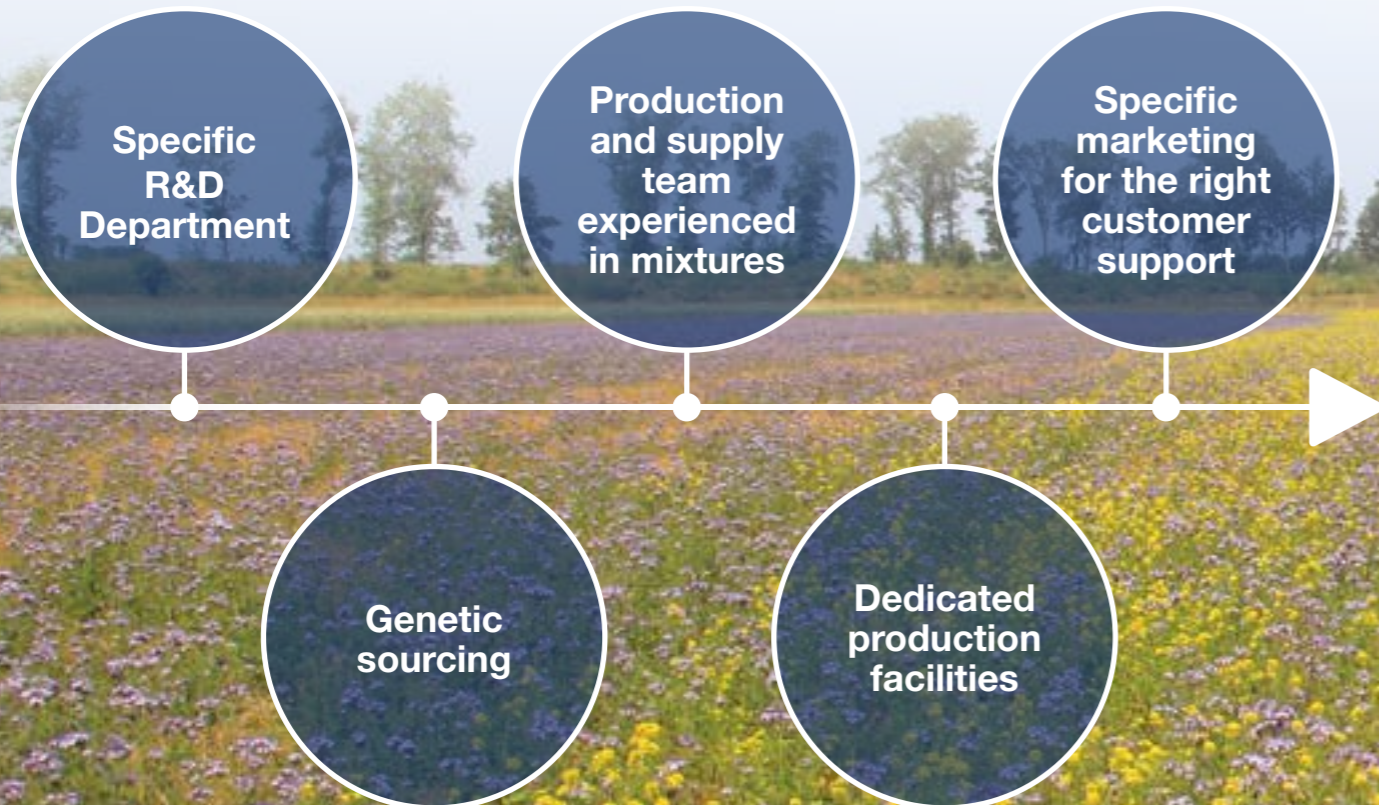 Specific
R&D
Department
Genetic
sourcing
Production
and supply
team
experienced
in mixtures
Dedicated
production
facilities
Specific
marketing
for the right
customer
support